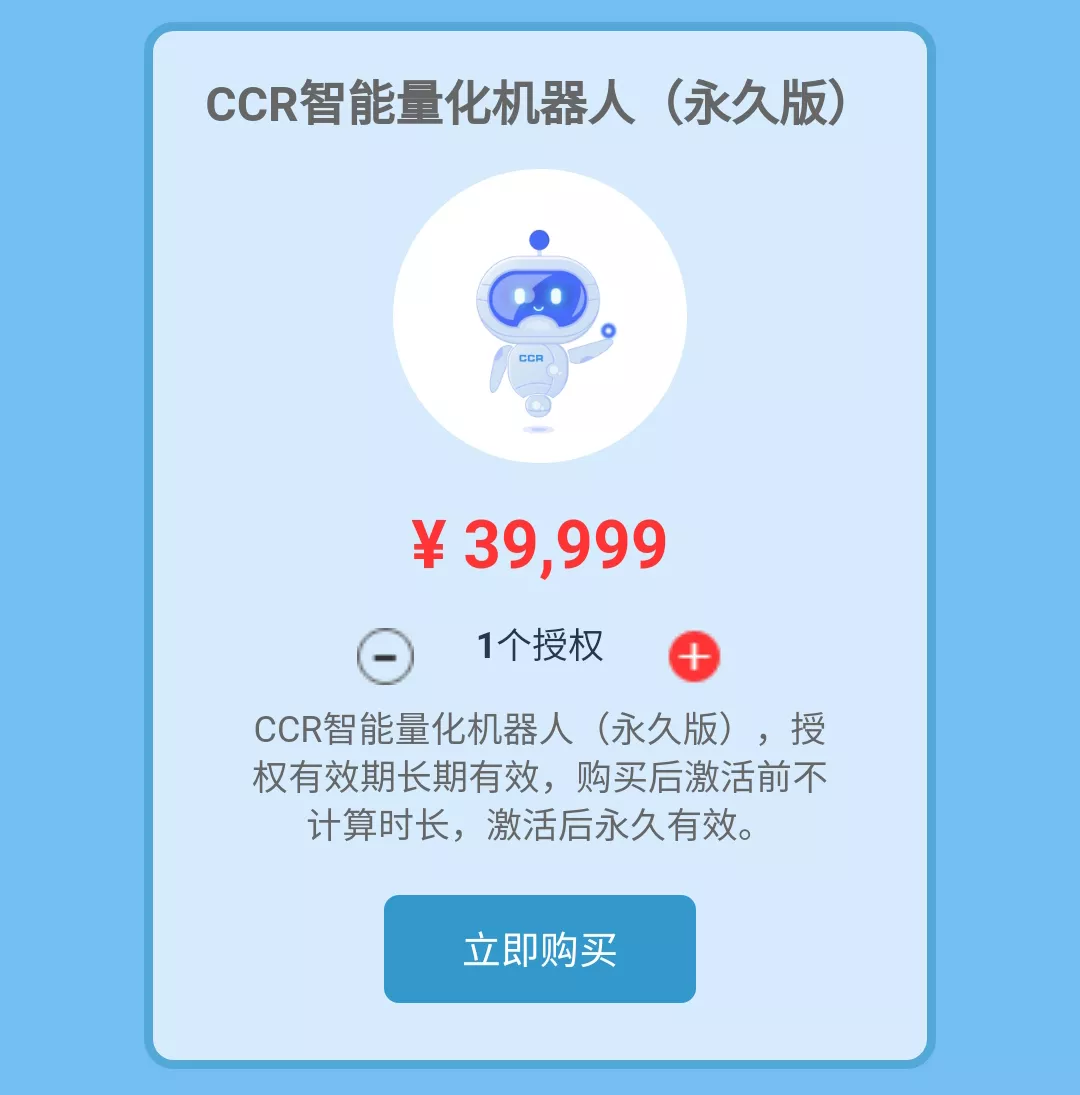 CCR智能量化机器人（永久版）
CCR
¥ 39,999
1个授权
CCR智能量化机器人（永久版），授
权有效期长期有效，购买后激活前不
计算时长，激活后永久有效。
立即购买